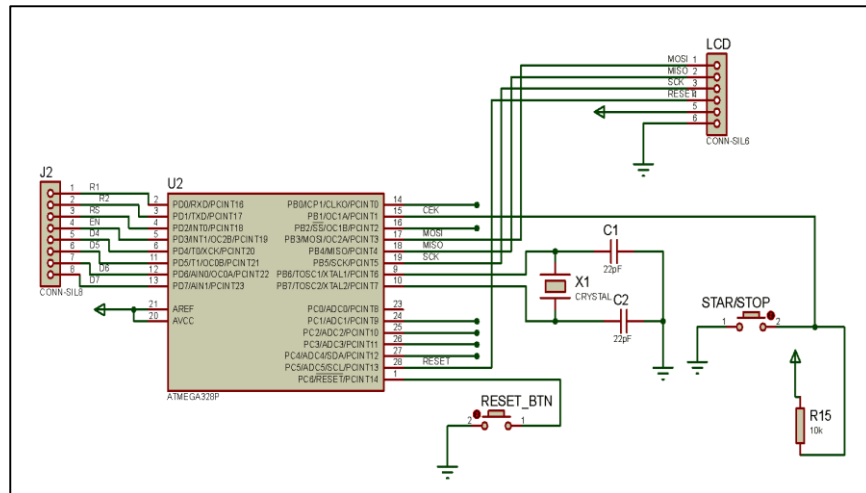 LCD
MOSI 1
MISO 2
SCK 3
RESET 4
5
6
CONN-SIL6
J2
1 R1
2 R2
3 RS
4 EN
5 D4
6 D5
7 D6
8 D7
CONN-SIL8
U2
2 PD0/RXD/PCINT16
3 PD1/TXD/PCINT17
4 PD2/INT0/PCINT18
5 PD3/INT1/OC2B/PCINT19
6 PD4/T0/XCK/PCINT20
11 PD5/T1/OC0B/PCINT21
12 PD6/AIN0/OC0A/PCINT22
13 PD7/AIN1/PCINT23
21 AREF
20 AVCC
PB0/ICP1/CLKO/PCINT0 14
PB1/OC1A/PCINT1 15 CEK
PB2/SS/OC1B/PCINT2 16
PB3/MOSI/OC2A/PCINT3 17 MOSI
PB4/MISO/PCINT4 18 MISO
PB5/SCK/PCINT5 19 SCK
PB6/TOSC1/XTAL1/PCINT6 9
PB7/TOSC2/XTAL2/PCINT7 10
PC0/ADC0/PCINT8 23
PC1/ADC1/PCINT9 24
PC2/ADC2/PCINT10 25
PC3/ADC3/PCINT11 26
PC4/ADC4/SDA/PCINT12 27
PC5/ADC5/SCL/PCINT13 28 RESET
PC6/RESET/PCINT14 1
ATMEGA328P
C1
22pF
X1
CRYSTAL
C2
22pF
STAR/STOP
1 2
RESET_BTN
2 1
R15
10k